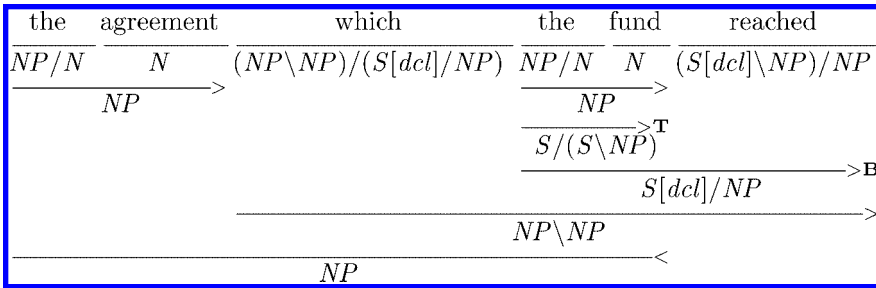 the agreement which the fund reached
NP/N N (NP\NP)/(S[dcl]/NP) NP/N N (S[dcl]\NP)/NP
> >
NP NP
>T
S/(S\NP)
>B
S[dcl]/NP
>
NP\NP
<
NP